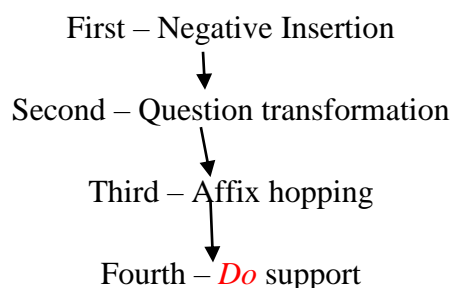 First – Negative Insertion
Second – Question transformation
Third – Affix hopping
Fourth – Do support